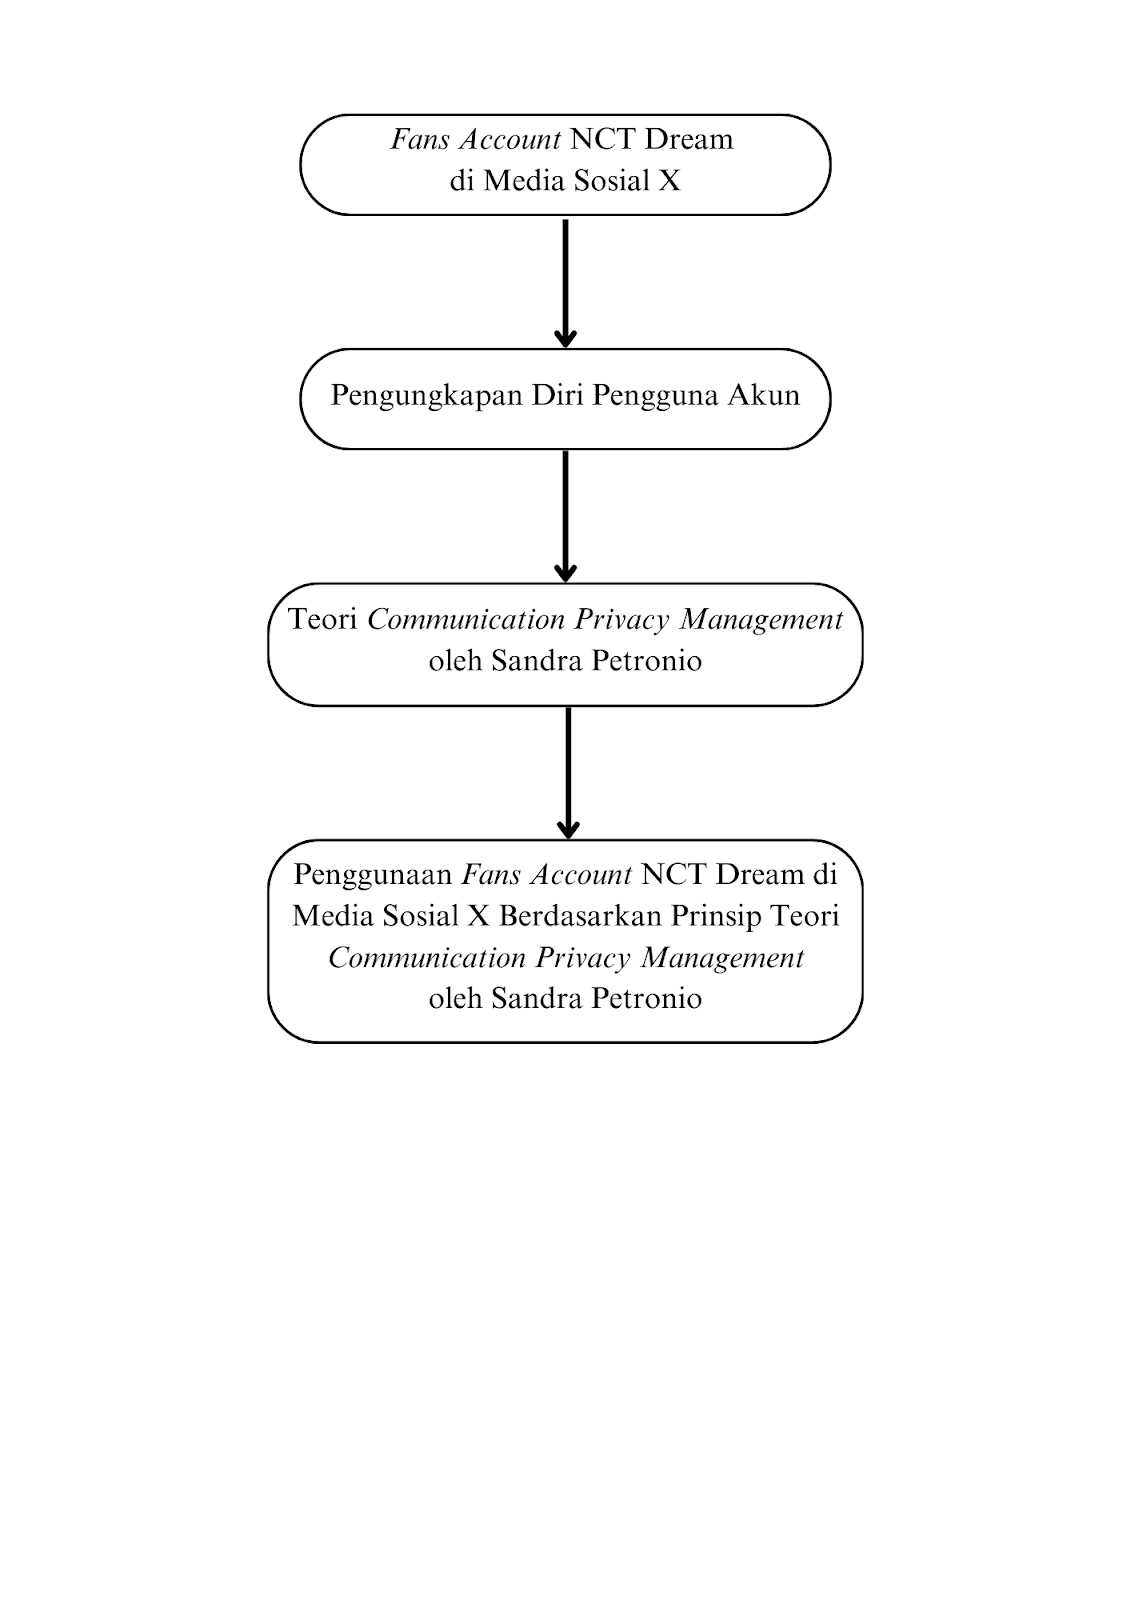 Fans Account NCT Dream
di Media Sosial X
Pengungkapan Diri Pengguna Akun
Teori Communication Privacy Management
oleh Sandra Petronio
Penggunaan Fans Account NCT Dream di
Media Sosial X Berdasarkan Prinsip Teori
Communication Privacy Management
oleh Sandra Petronio